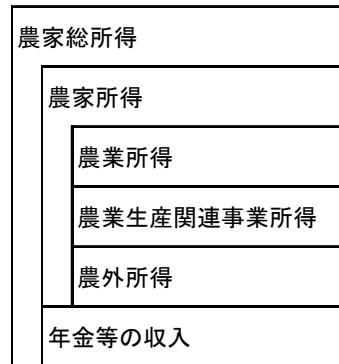 農家総所得
農家所得
農業所得
農業生産関連事業所得
農外所得
年金等の収入